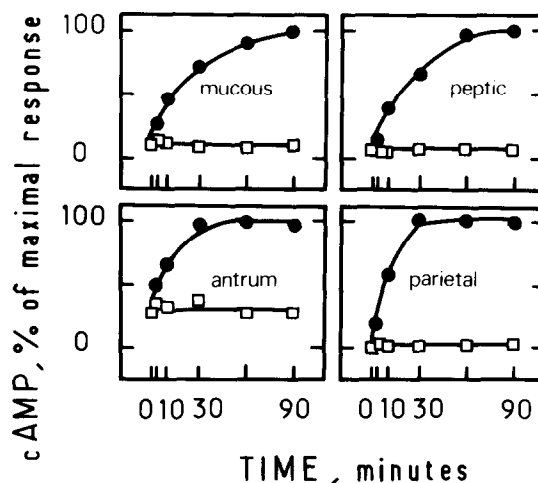 cAMP, % of maximal response
100
0
mucous
peptic
100
0
antrum
parietal
0 10 30 90
0 10 30 90
TIME, minutes